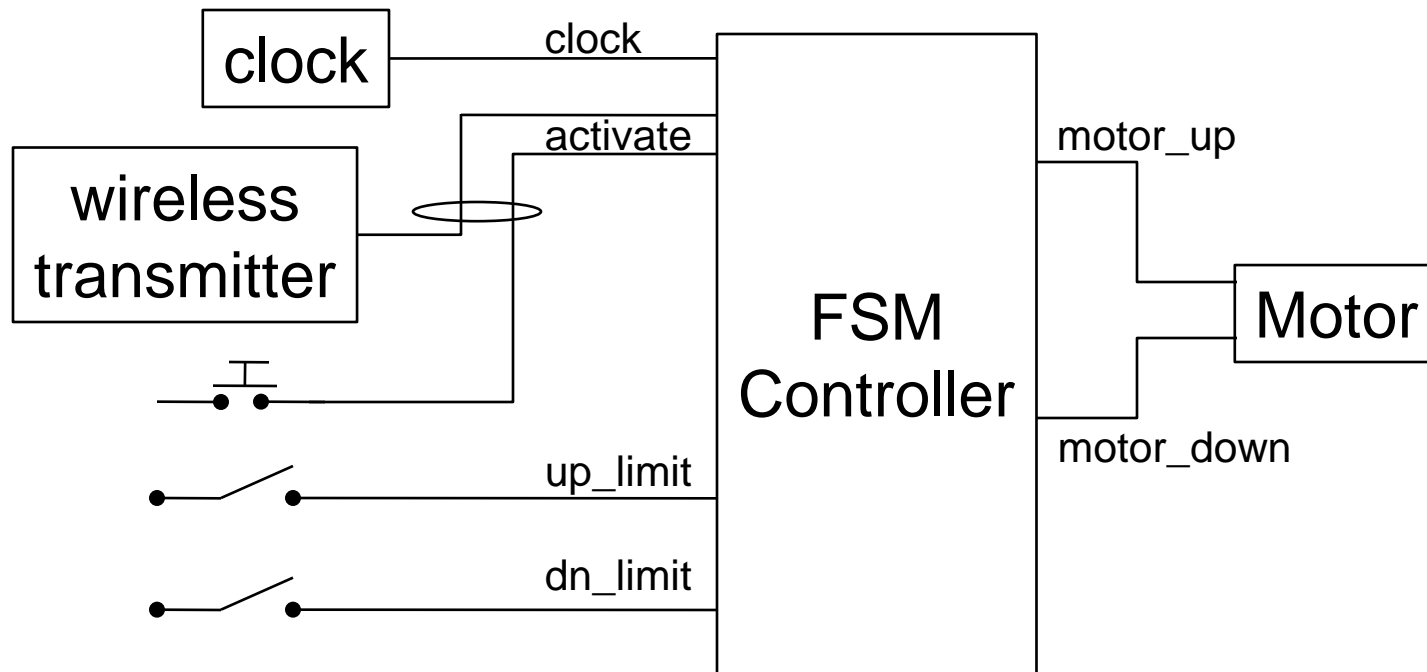 clock
clock
activate
wireless
transmitter
up_limit
dn_limit
FSM
Controller
motor_up
motor_down
Motor